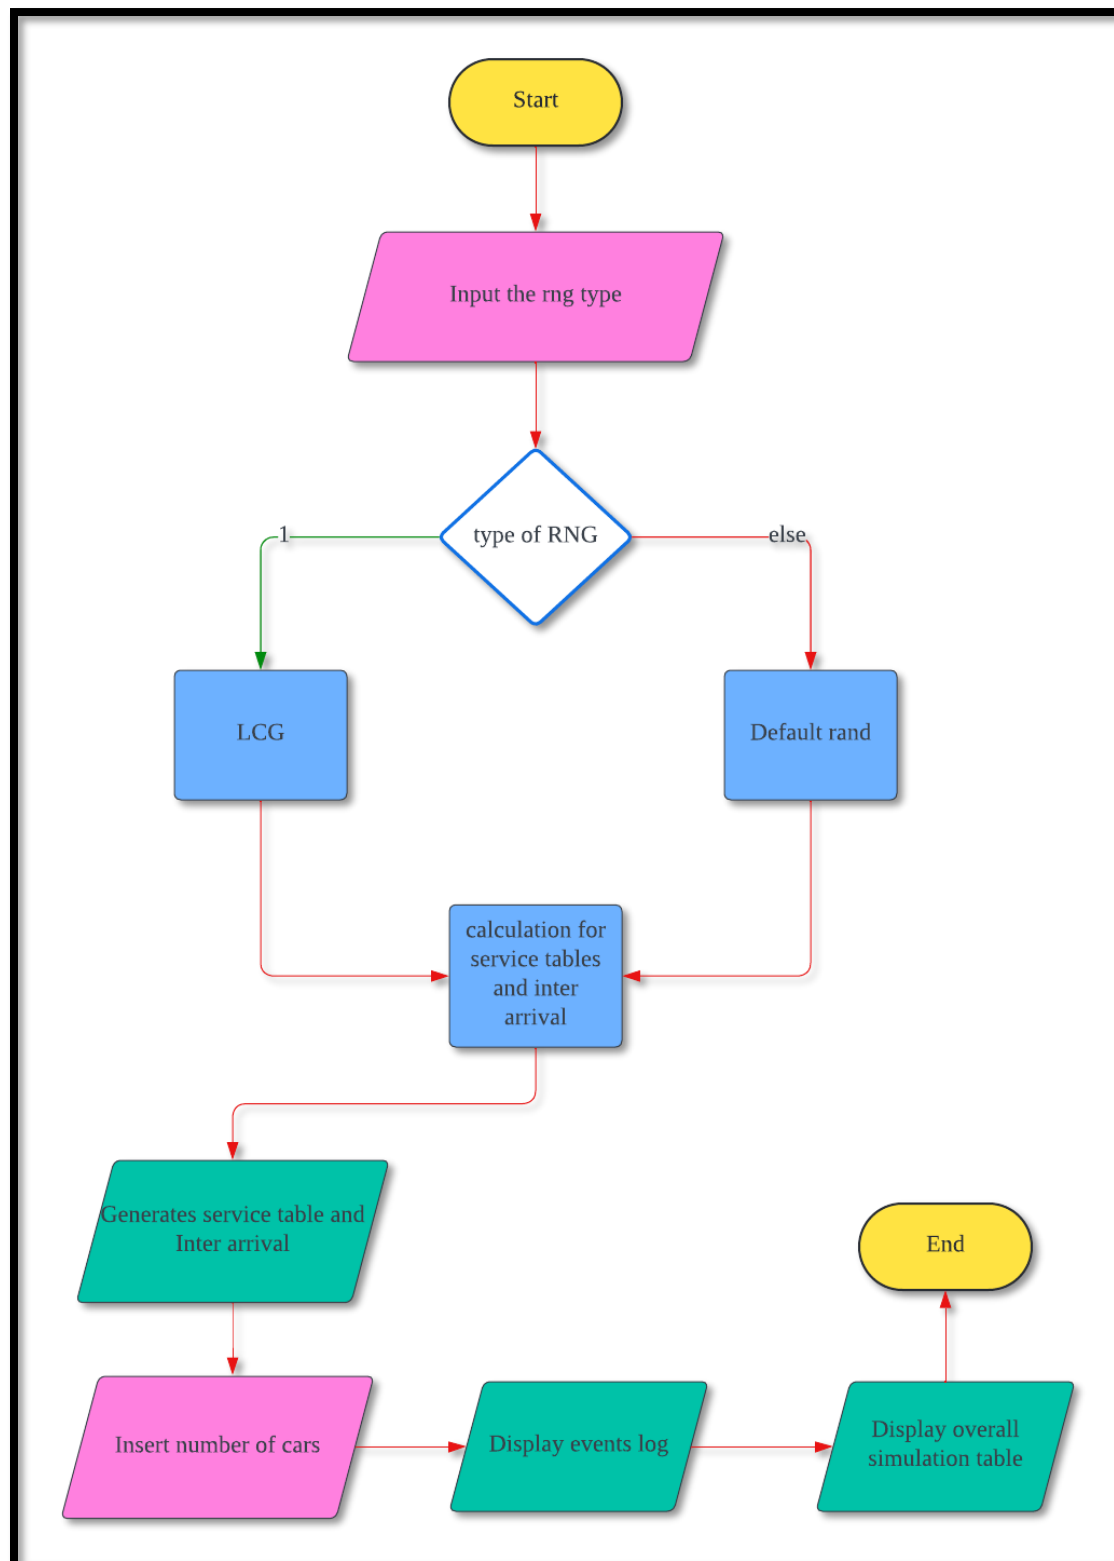 Start
Input the rng type
type of RNG
1
else
LCG
Default rand
calculation for
service tables
and inter
arrival
Generates service table and
Inter arrival
End
Insert number of cars
Display events log
Display overall
simulation table